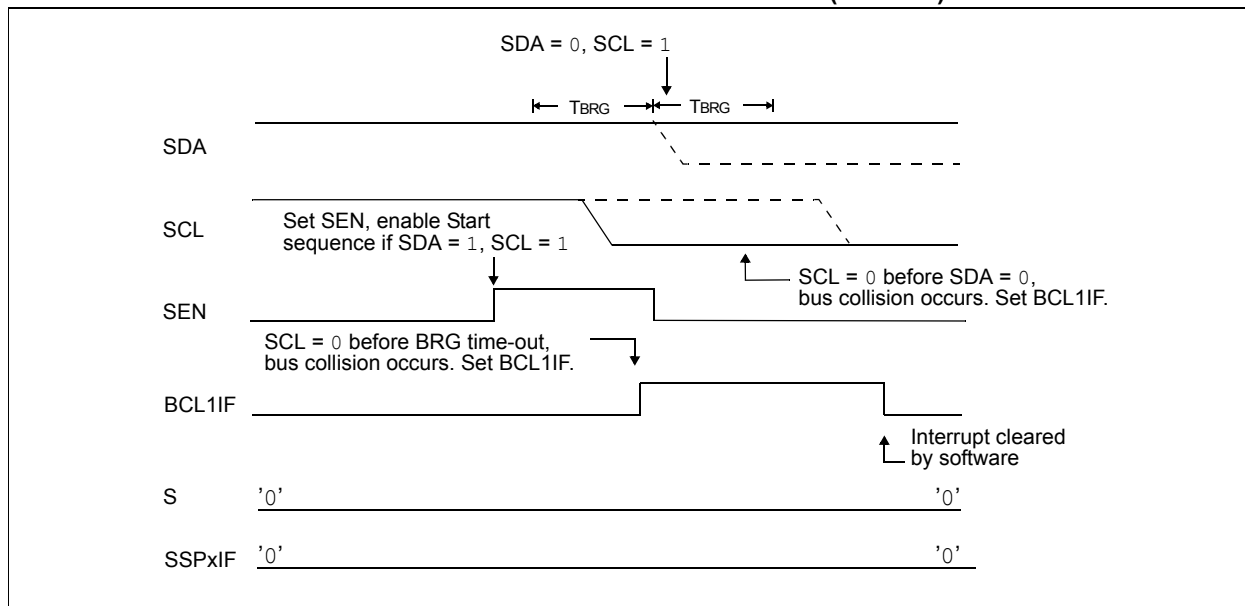 SDA = 0, SCL = 1
TBRG TBRG
SDA
SCL
Set SEN, enable Start
sequence if SDA = 1, SCL = 1
SCL = 0 before SDA = 0,
bus collision occurs. Set BCL1IF.
SEN
SCL = 0 before BRG time-out,
bus collision occurs. Set BCL1IF.
BCL1IF
Interrupt cleared
by software
S '0' '0'
SSPxIF '0' '0'